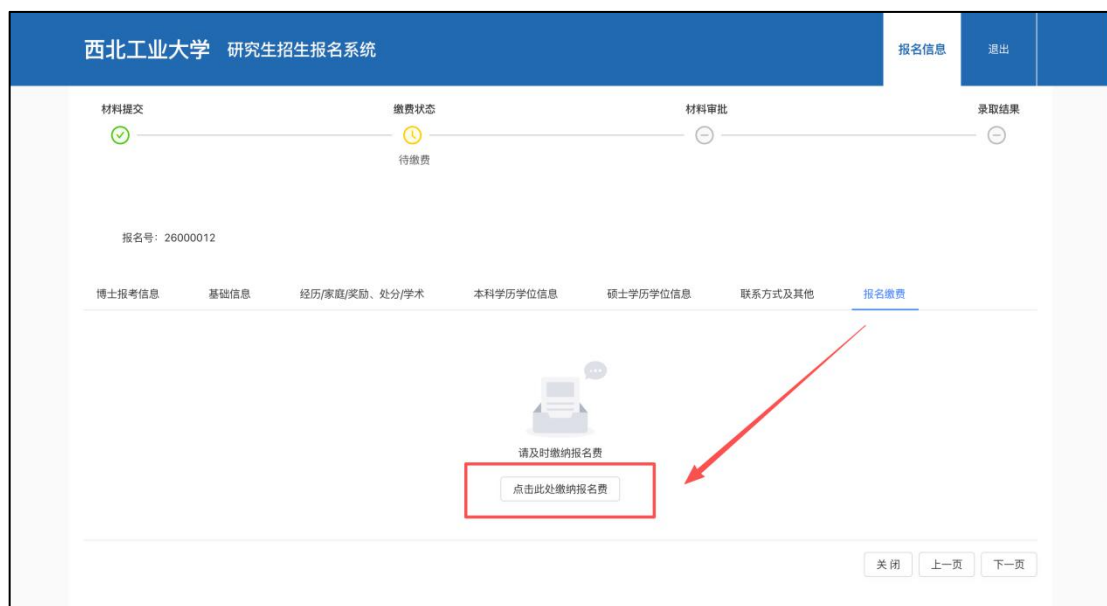 西北工业大学 研究生招生报名系统 报名信息 退出
材料提交 缴费状态 材料审批 录取结果
待缴费
报名号：26000012
博士报考信息 基础信息 经历/家庭/奖励、处分/学术 本科学历学位信息 硕士学历学位信息 联系方式及其他 报名缴费
请及时缴纳报名费
点击此处缴纳报名费
关闭 上一页 下一页